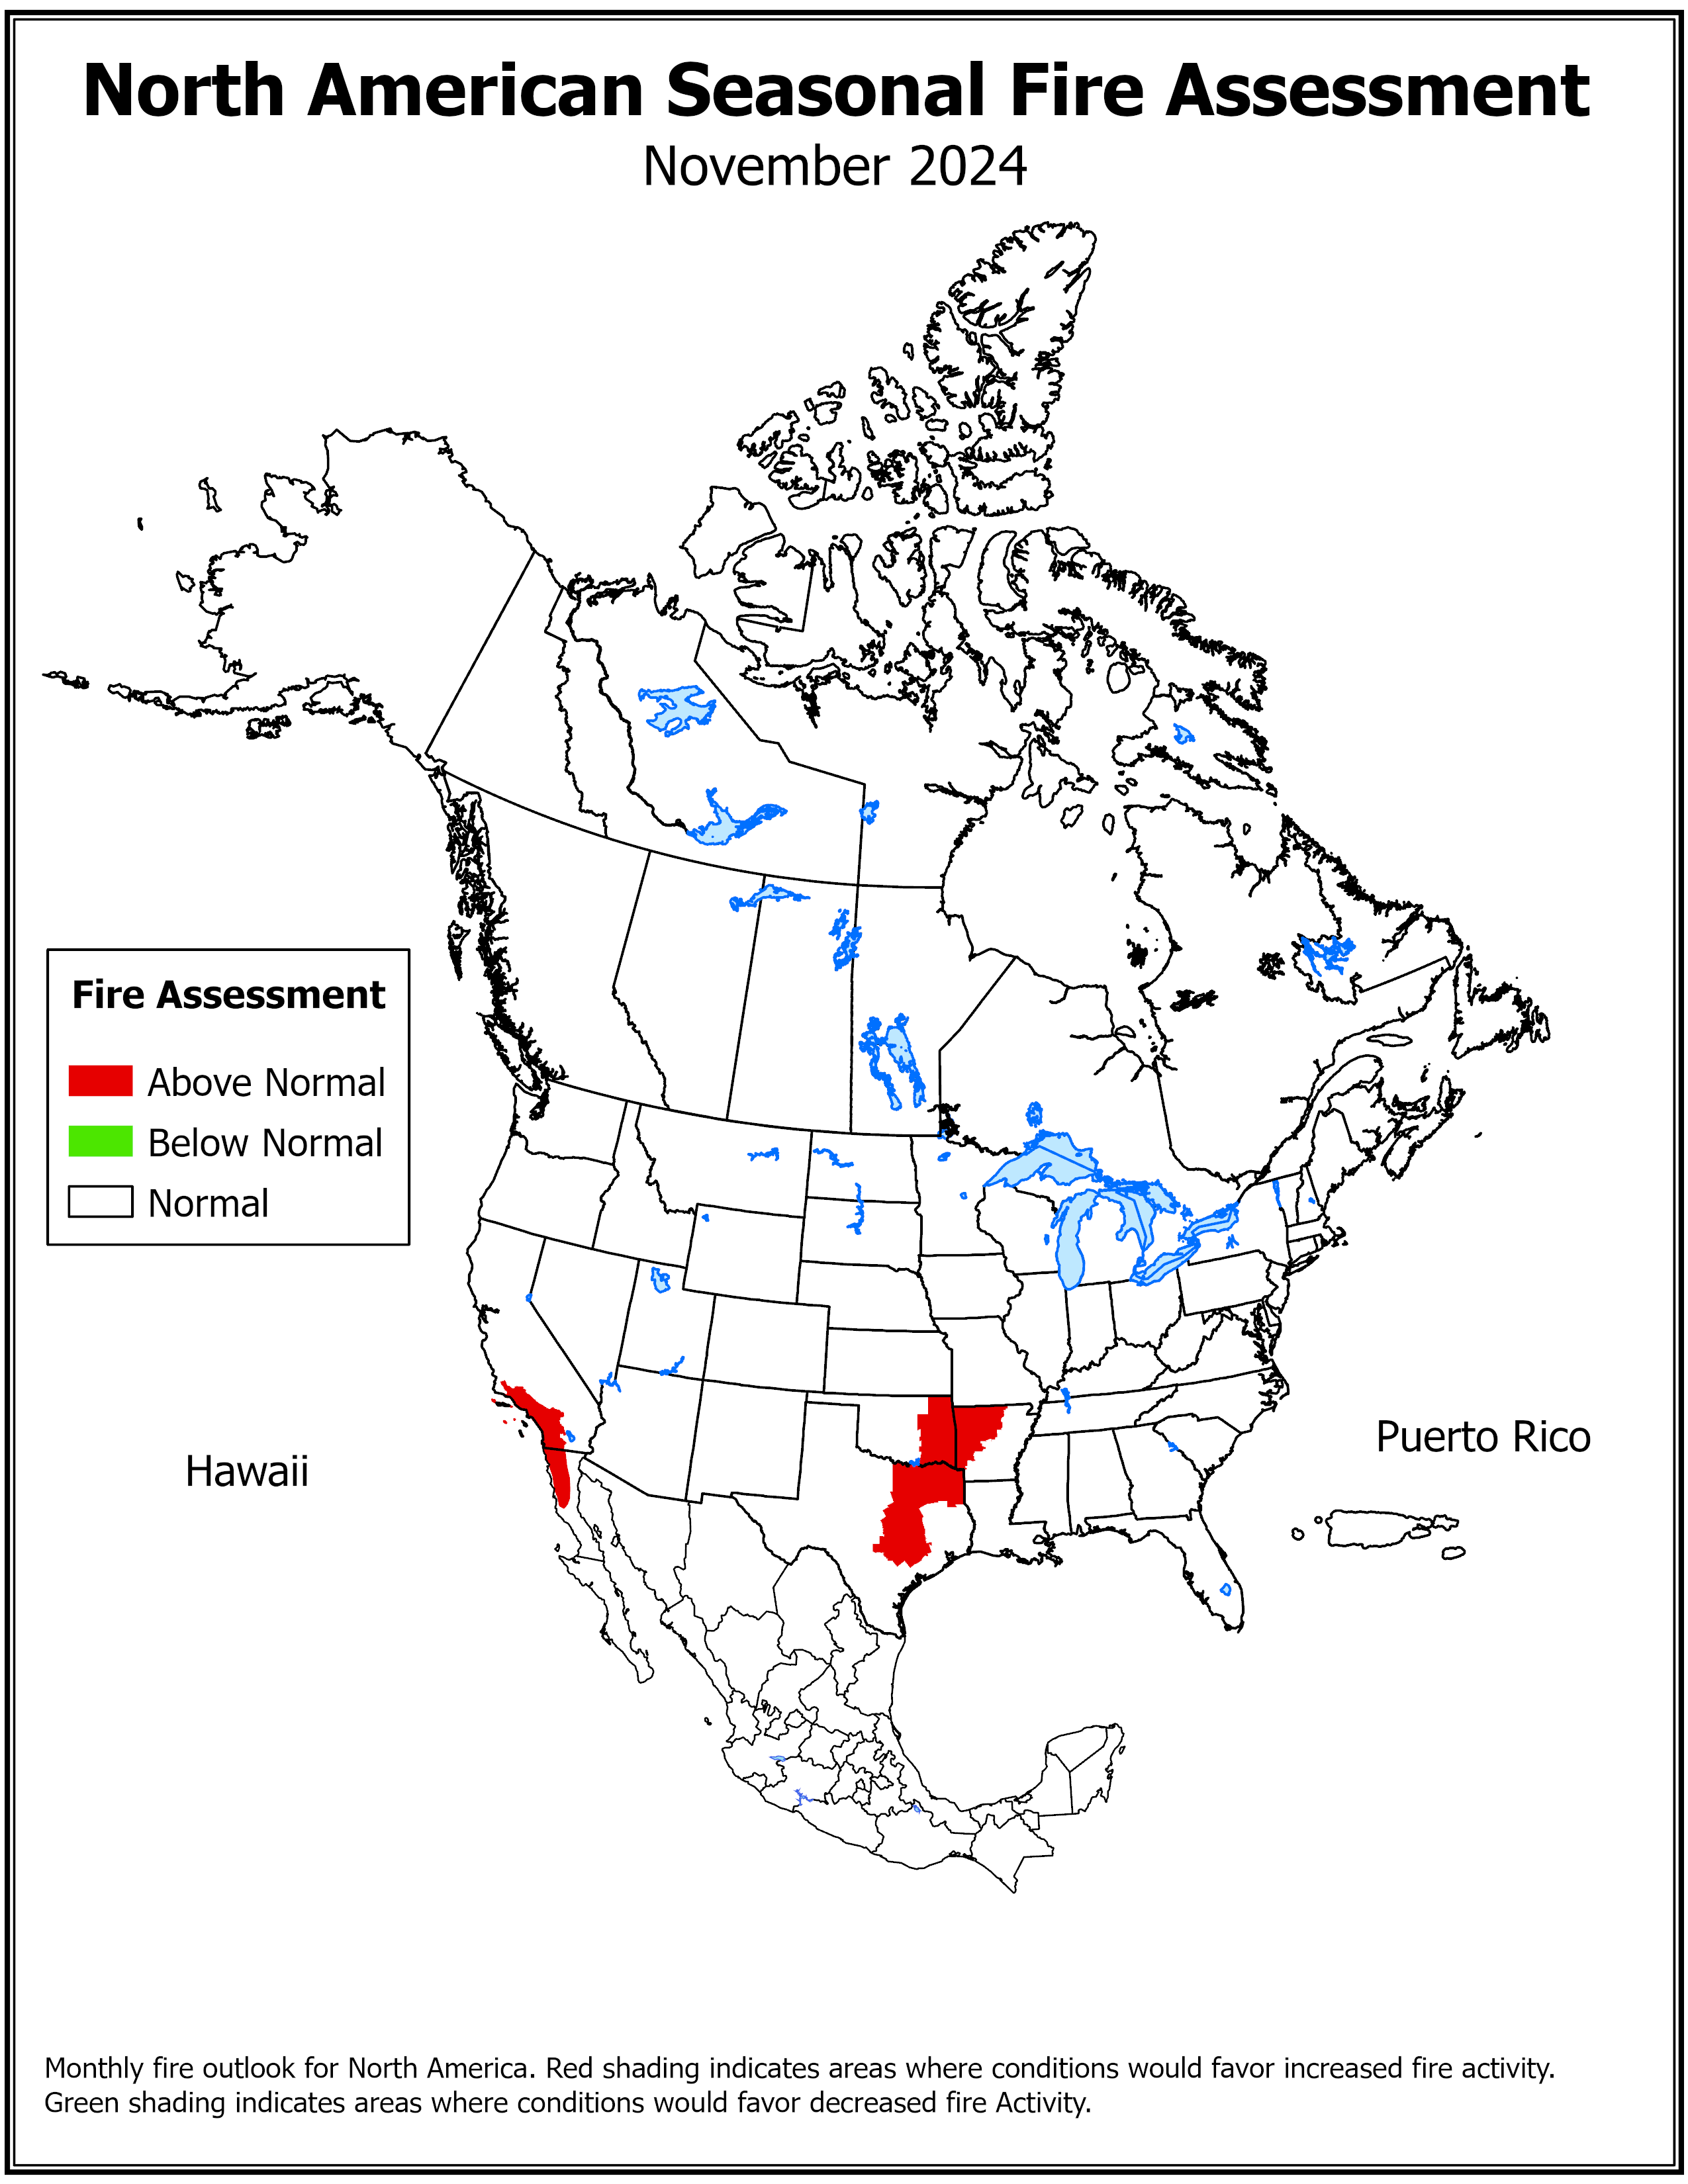 North American Seasonal Fire Assessment
November 2024
Fire Assessment
Above Normal
Below Normal
Normal
Hawaii
Puerto Rico
Monthly fire outlook for North America. Red shading indicates areas where conditions would favor increased fire activity.
Green shading indicates areas where conditions would favor decreased fire Activity.